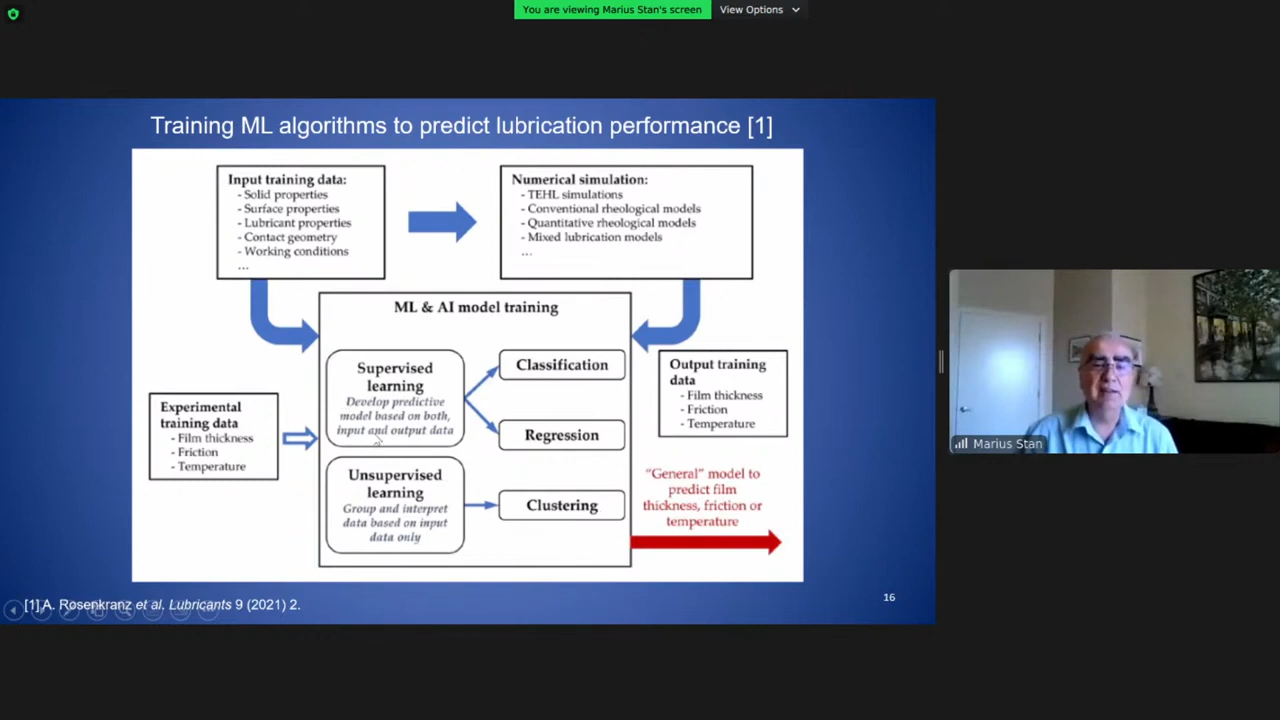 You are viewing Marius Stan's screen
View Options
Training ML algorithms to predict lubrication performance [1]
Input training data:
- Solid properties
- Surface properties
- Lubricant properties
- Contact geometry
- Working conditions
...
Numerical simulation:
- TEHL simulations
- Conventional rheological models
- Quantitative rheological models
- Mixed lubrication models
...
ML & AI model training
Supervised
learning
Develop predictive
model based on both,
input and output data
Classification
Regression
Experimental
training data
- Film thickness
- Friction
- Temperature
Output training
data
- Film thickness
- Friction
- Temperature
Unsupervised
learning
Group and interpret
data based on input
data only
Clustering
"General" model to
predict film
thickness, friction or
temperature
[1] A. Rosenkranz et al. Lubricants 9 (2021) 2.
16
Marius Stan